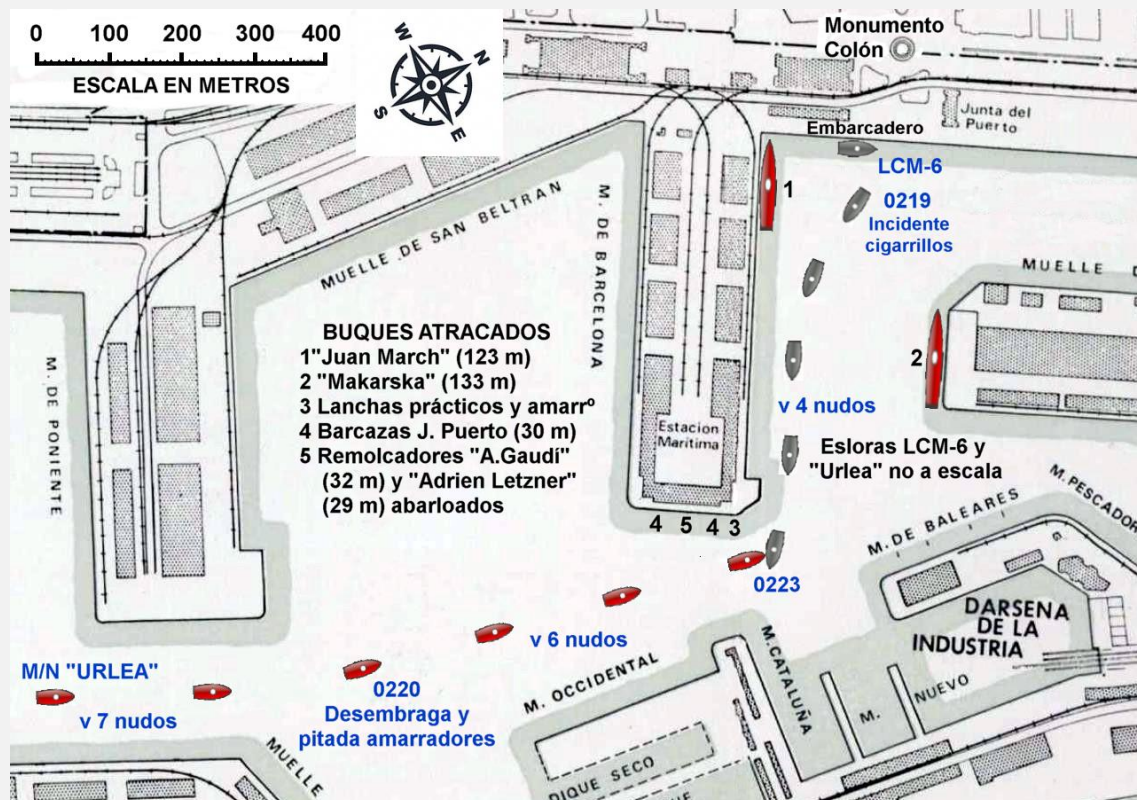 0 100 200 300 400
ESCALA EN METROS
W
N
S
E
Monumento
Colón
Junta del
Puerto
Embarcadero
LCM-6
0219
Incidente
cigarrillos
1
MUELLE DE SAN BELTRAN
M. DE BARCELONA
MUELLE
2
M. DE PONIENTE
BUQUES ATRACADOS
1"Juan March" (123 m)
2 "Makarska" (133 m)
3 Lanchas prácticos y amarrº
4 Barcazas J. Puerto (30 m)
5 Remolcadores "A.Gaudí"
(32 m) y "Adrien Letzner"
(29 m) abarloados
Estacion
Marítima
v 4 nudos
Esloras LCM-6 y
"Urlea" no a escala
4 5 4 3
M. DE BALEARES
M. PESCADOR
0223
DARSENA
DE LA
INDUSTRIA
M/N "URLEA"
v 7 nudos
0220
Desembraga y
pitada amarradores
v 6 nudos
M. OCCIDENTAL
M. CATALUÑA
M. NUEVO
MUELLE
DIQUE SECO